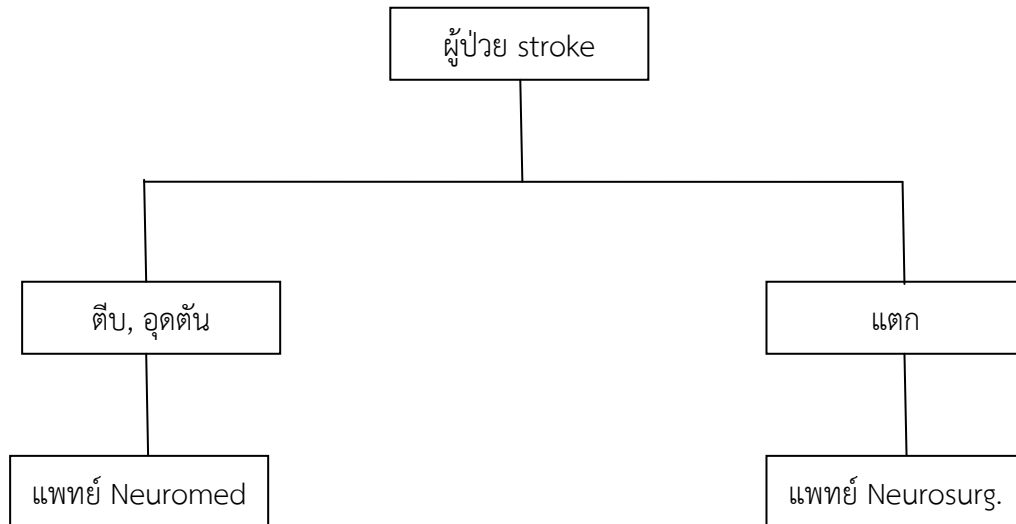 ผู้ป่วย stroke
ตีบ, อุดตัน
แตก
แพทย์ Neuromed
แพทย์ Neurosurg.